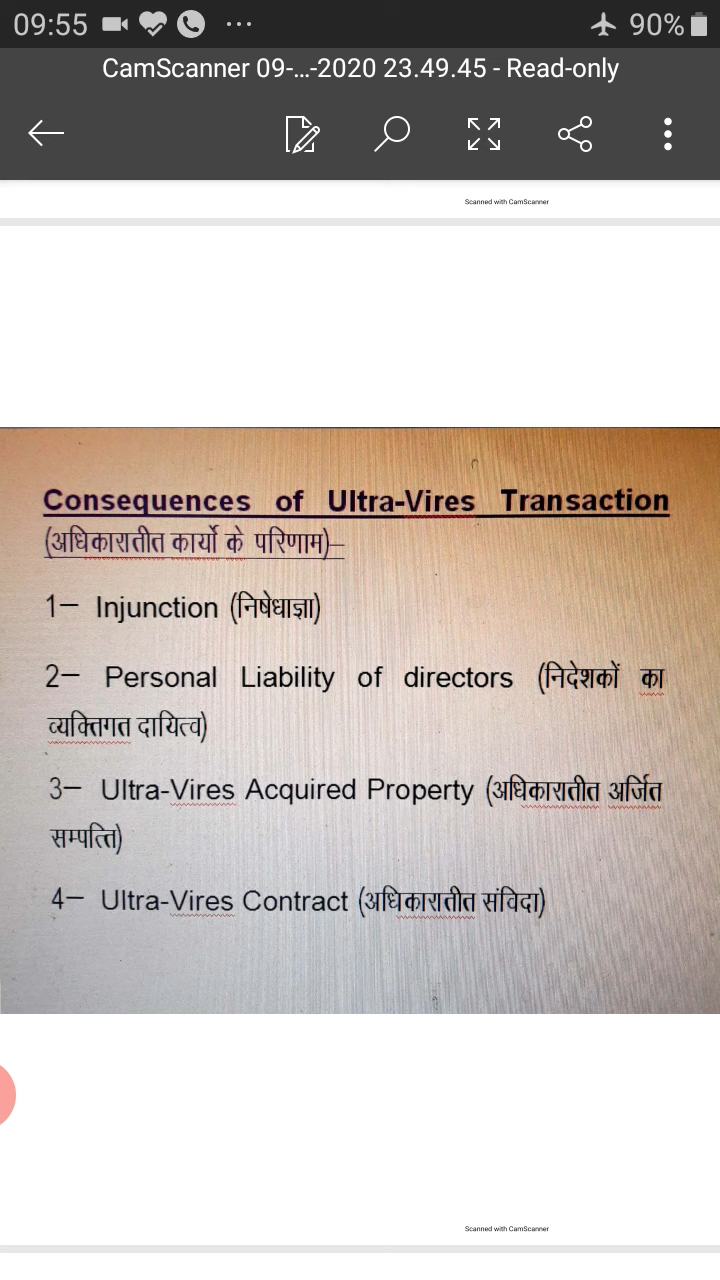 09:55 ... 90%
CamScanner 09-...-2020 23.49.45 - Read-only
Scanned with CamScanner
Consequences of Ultra-Vires Transaction
(अधिकारातीत कार्यो के परिणाम)–
1– Injunction (निषेधाज्ञा)
2– Personal Liability of directors (निदेशकों का
व्यक्तिगत दायित्व)
3– Ultra-Vires Acquired Property (अधिकारातीत अर्जित
सम्पत्ति)
4– Ultra-Vires Contract (अधिकारातीत संविदा)
Scanned with CamScanner